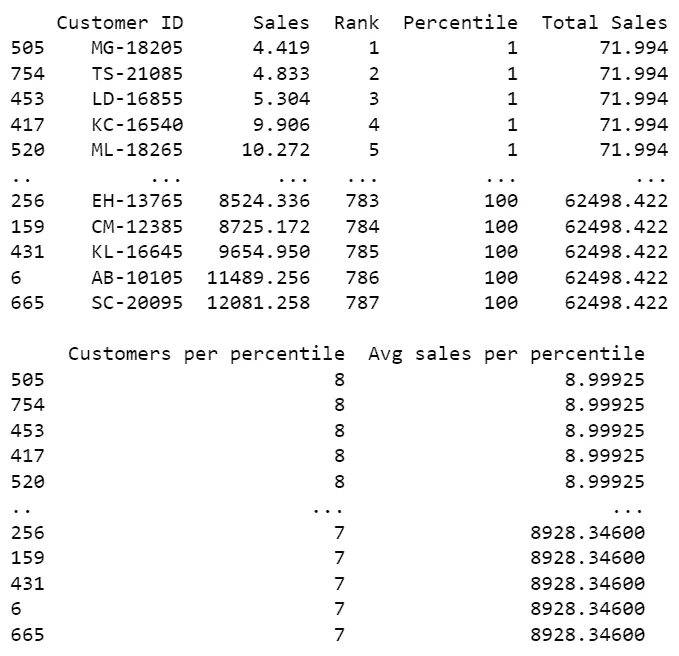 Customer ID Sales Rank Percentile Total Sales
505 MG-18205 4.419 1 1 71.994
754 TS-21085 4.833 2 1 71.994
453 LD-16855 5.304 3 1 71.994
417 KC-16540 9.906 4 1 71.994
520 ML-18265 10.272 5 1 71.994
.. ... ... ... ... ...
256 EH-13765 8524.336 783 100 62498.422
159 CM-12385 8725.172 784 100 62498.422
431 KL-16645 9654.950 785 100 62498.422
6 AB-10105 11489.256 786 100 62498.422
665 SC-20095 12081.258 787 100 62498.422
Customers per percentile Avg sales per percentile
505 8 8.99925
754 8 8.99925
453 8 8.99925
417 8 8.99925
520 8 8.99925
.. ... ...
256 7 8928.34600
159 7 8928.34600
431 7 8928.34600
6 7 8928.34600
665 7 8928.34600